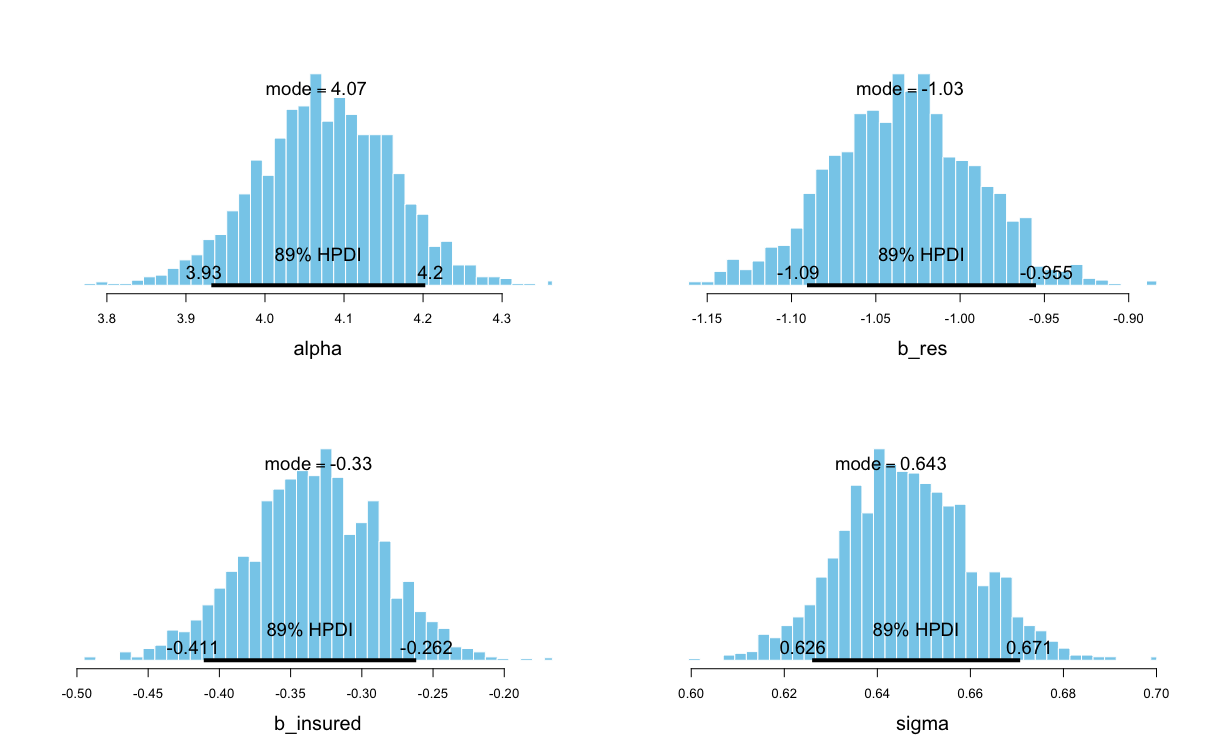 mode = 4.07
89% HPDI
3.93 4.2
3.8 3.9 4.0 4.1 4.2 4.3
alpha
mode = -1.03
89% HPDI
-1.09 -0.955
-1.15 -1.10 -1.05 -1.00 -0.95 -0.90
b_res
mode = -0.33
89% HPDI
-0.411 -0.262
-0.50 -0.45 -0.40 -0.35 -0.30 -0.25 -0.20
b_insured
mode = 0.643
89% HPDI
0.626 0.671
0.60 0.62 0.64 0.66 0.68 0.70
sigma